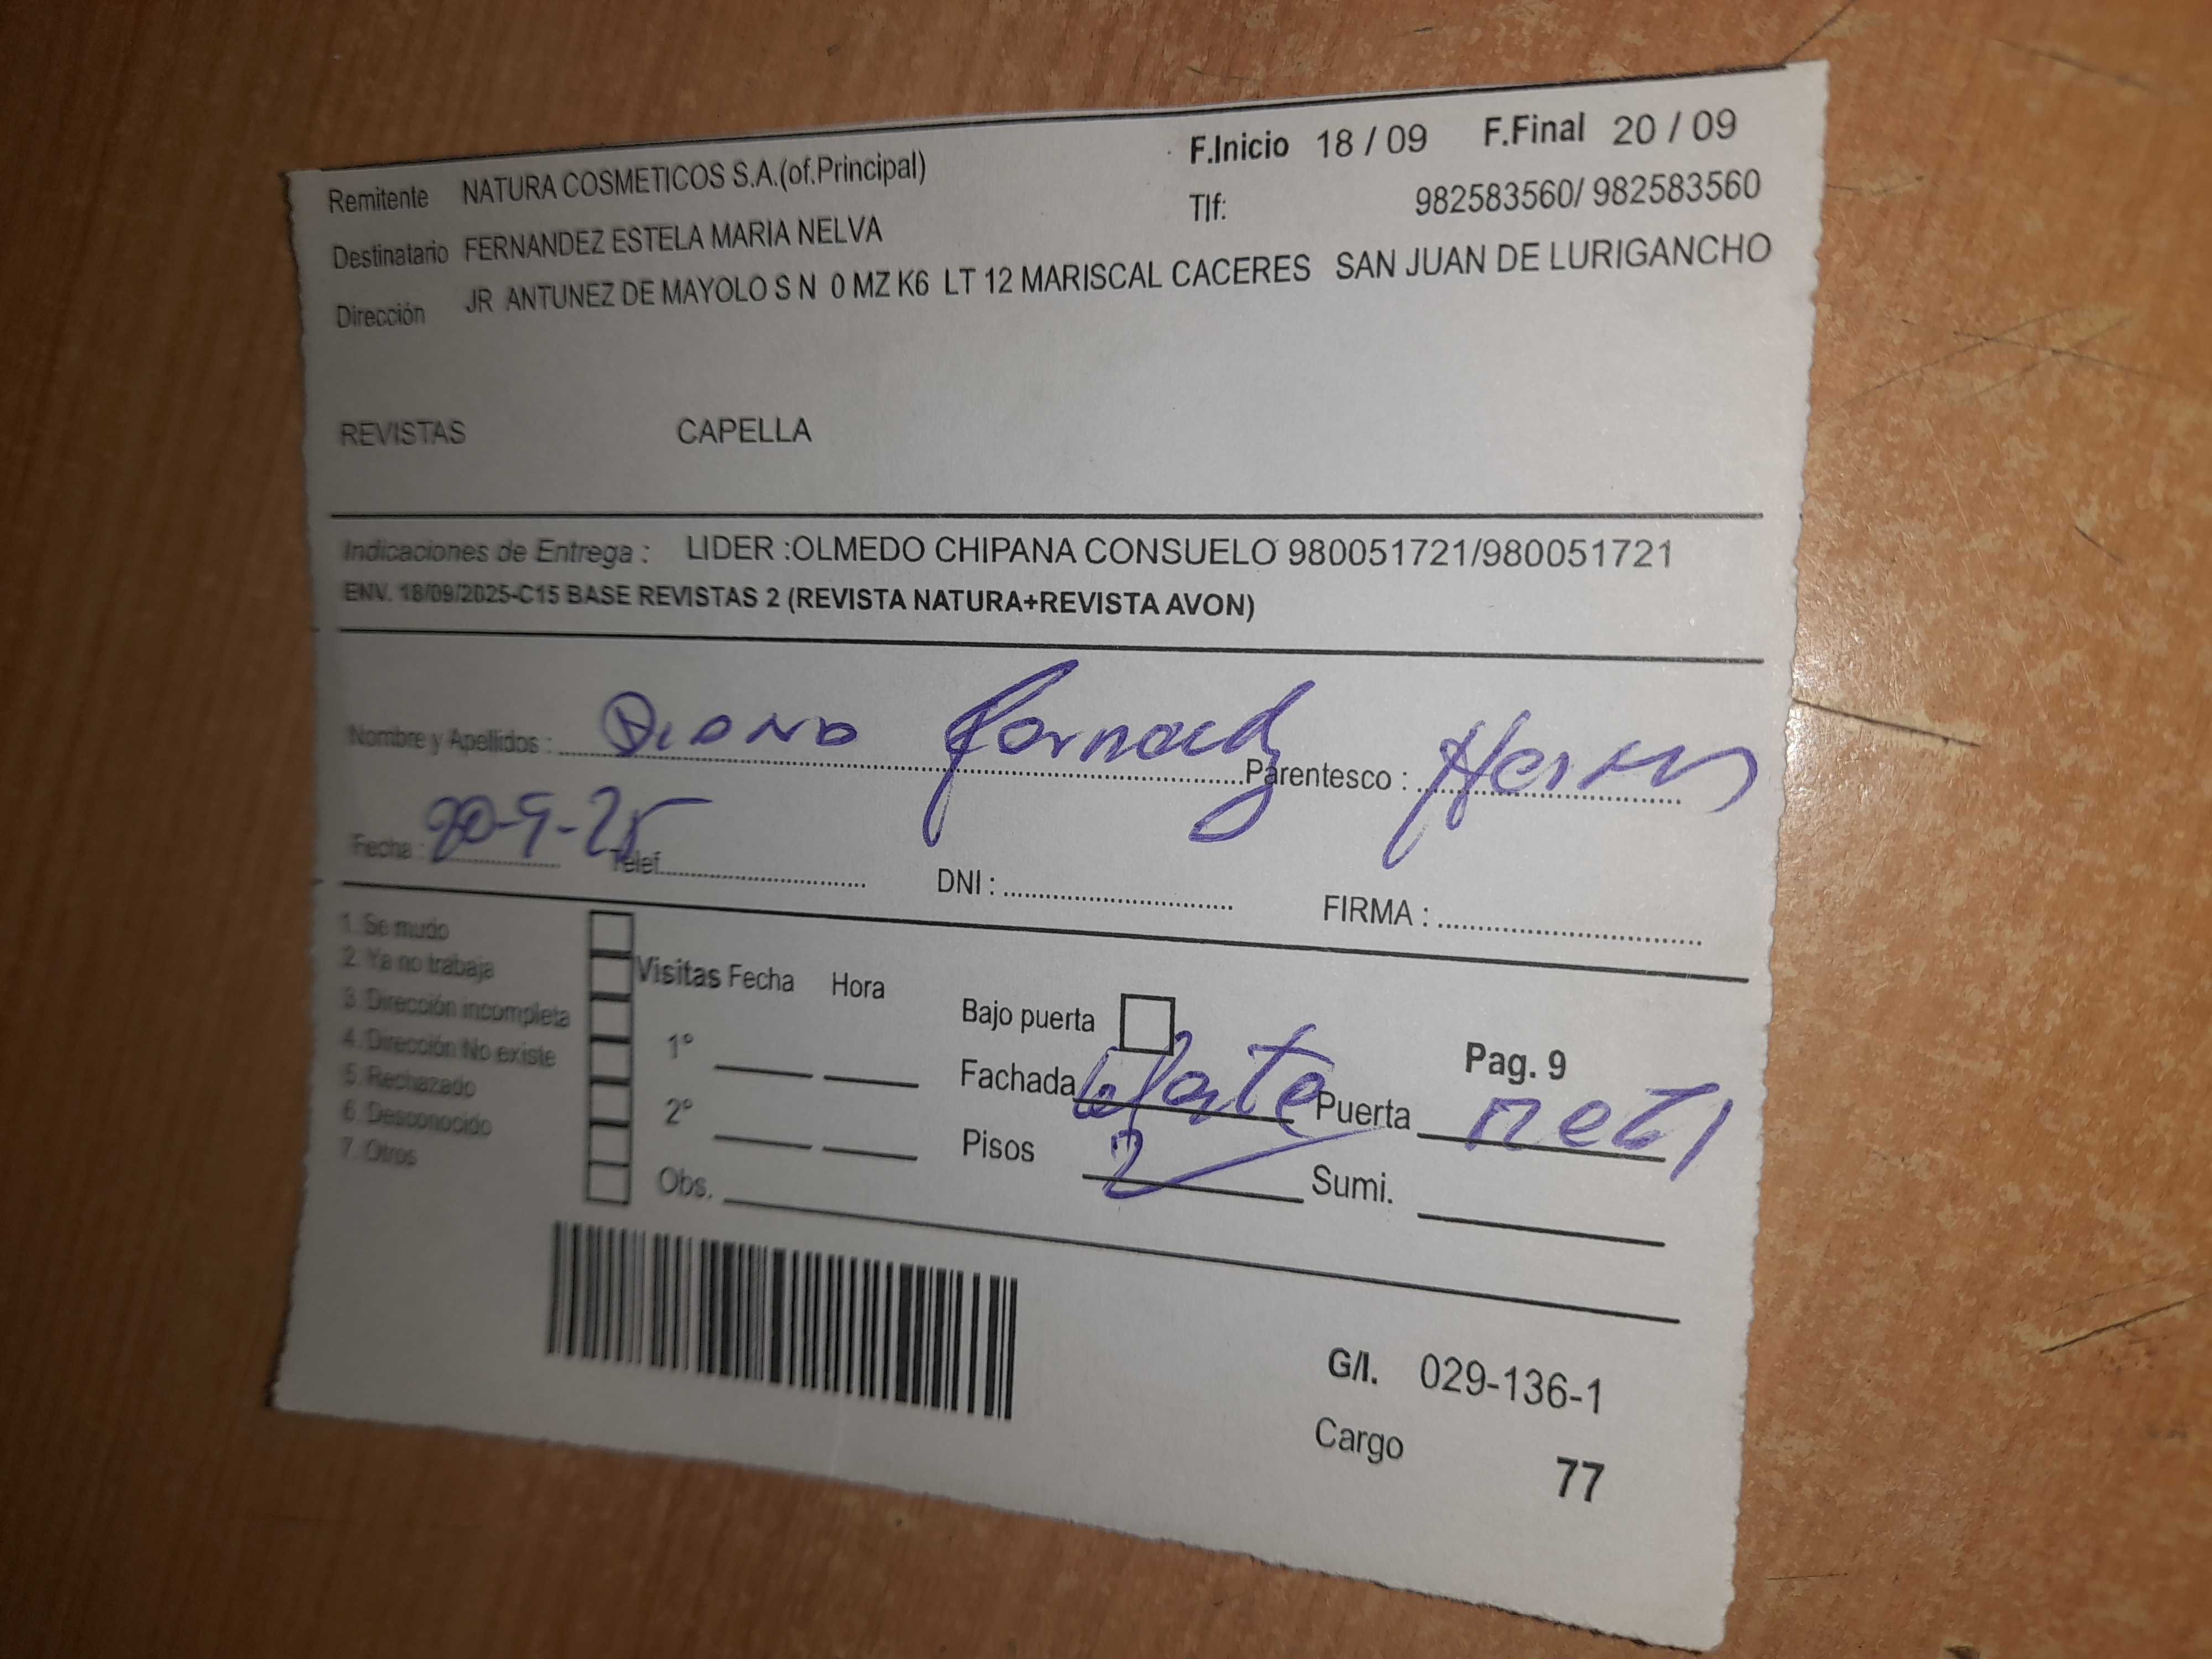 Remitente NATURA COSMETICOS S.A.(of.Principal) F.Inicio 18 / 09 F.Final 20 / 09
Destinatario FERNANDEZ ESTELA MARIA NELVA Tlf: 982583560/ 982583560
Dirección JR ANTUNEZ DE MAYOLO S N 0 MZ K6 LT 12 MARISCAL CACERES SAN JUAN DE LURIGANCHO
REVISTAS CAPELLA
Indicaciones de Entrega : LIDER :OLMEDO CHIPANA CONSUELO 980051721/980051721
ENV. 18/09/2025-C15 BASE REVISTAS 2 (REVISTA NATURA+REVISTA AVON)
Nombre y Apellidos : Diana Parentesco :
Fecha : 20-9-25 Telef. DNI : FIRMA :
1. Se mudo
2. Ya no trabaja
3. Dirección incompleta
4. Dirección No existe
5. Rechazado
6. Desconocido
7. Otros
Visitas Fecha Hora
1°
2°
Obs.
Bajo puerta Pag. 9
Fachada Puerta
Pisos 2 Sumi.
G/I. 029-136-1
Cargo 77